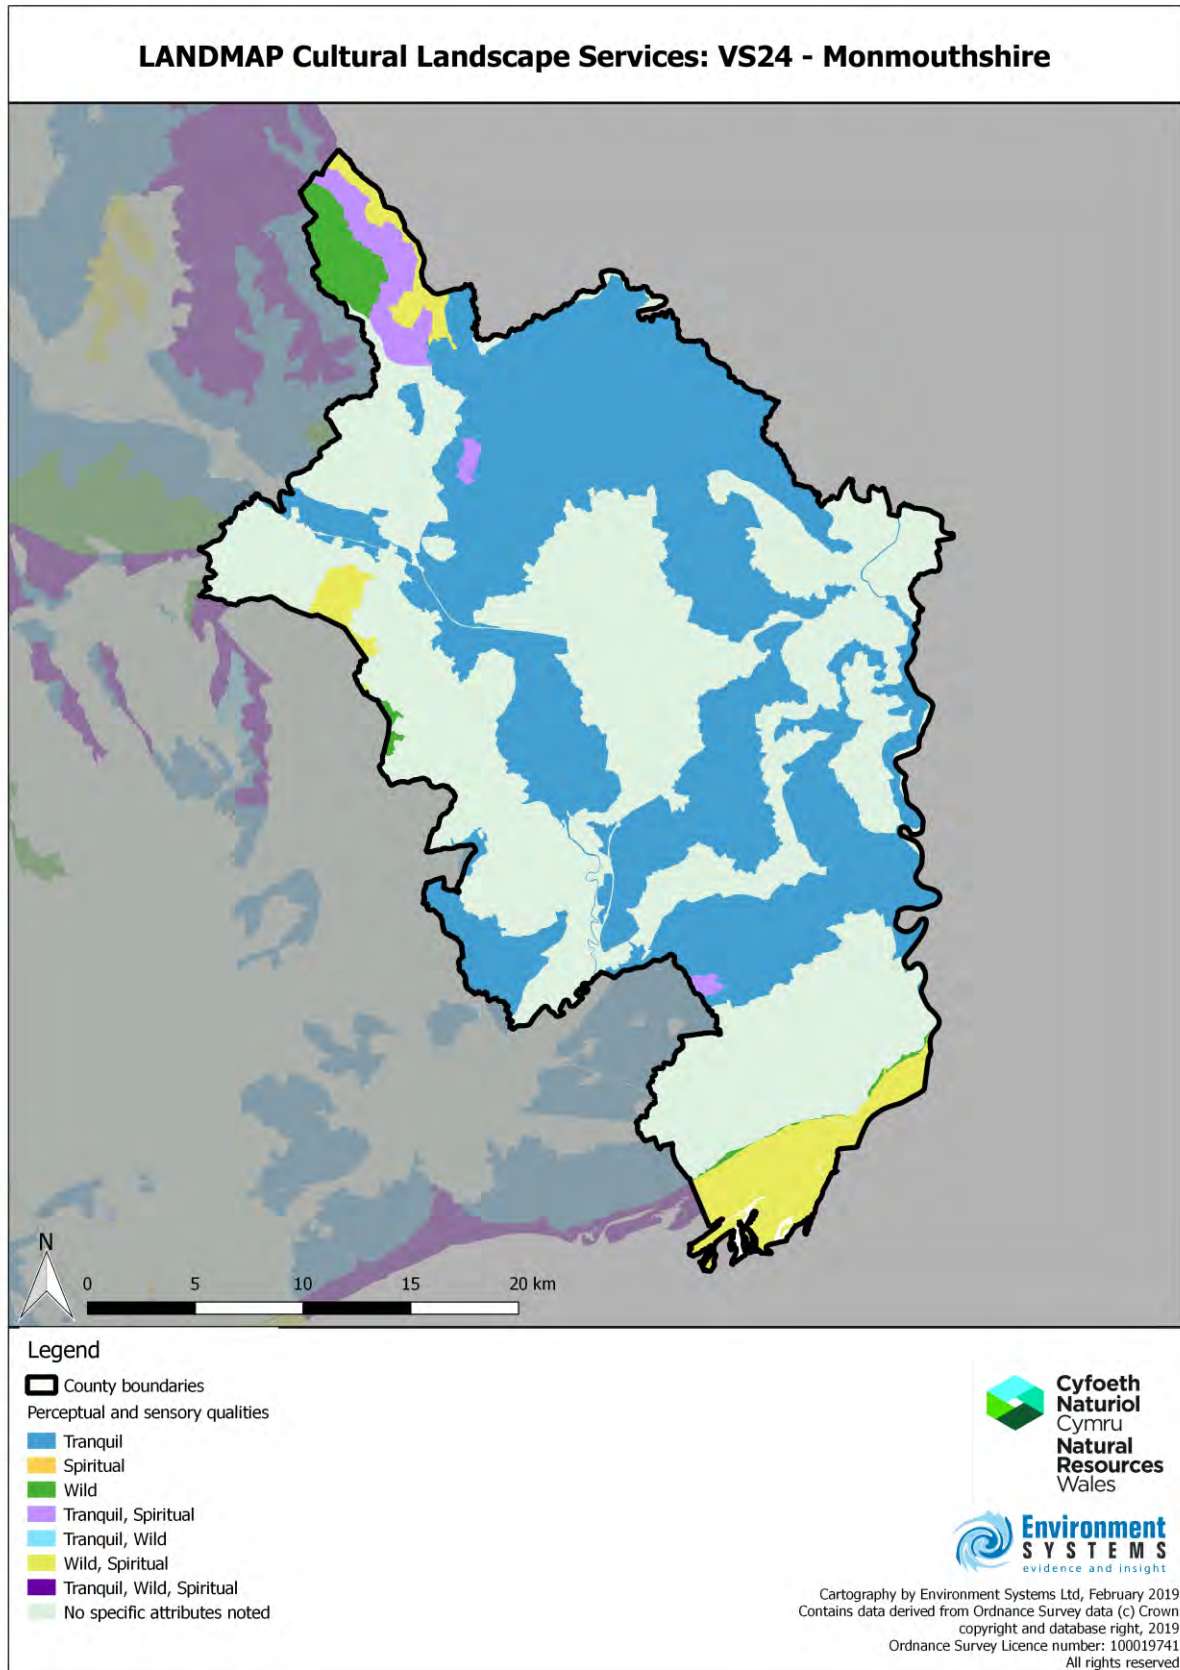 LANDMAP Cultural Landscape Services: VS24 - Monmouthshire
N
0 5 10 15 20 km
Legend
County boundaries
Perceptual and sensory qualities
Tranquil
Spiritual
Wild
Tranquil, Spiritual
Tranquil, Wild
Wild, Spiritual
Tranquil, Wild, Spiritual
No specific attributes noted
Cyfoeth
Naturiol
Cymru
Natural
Resources
Wales
Environment
SYSTEMS
evidence and insight
Cartography by Environment Systems Ltd, February 2019
Contains data derived from Ordnance Survey data (c) Crown
copyright and database right, 2019
Ordnance Survey Licence number: 100019741
All rights reserved